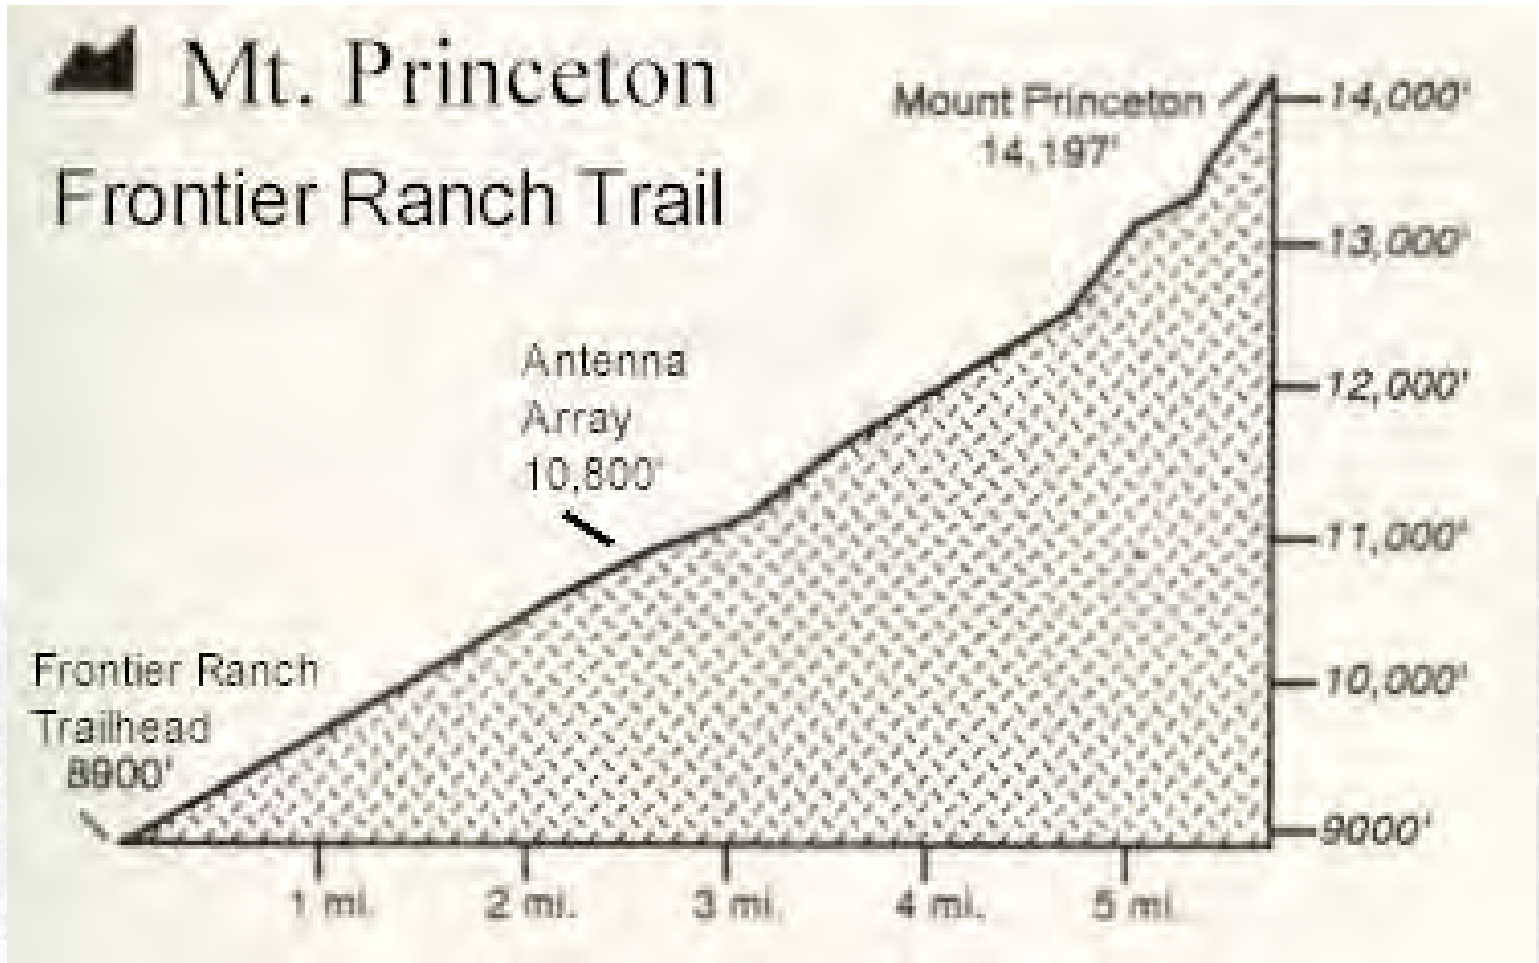 Mt. Princeton
Frontier Ranch Trail
Mount Princeton
14,197'
14,000'
13,000'
12,000'
11,000'
10,000'
9000'
Antenna
Array
10,800'
Frontier Ranch
Trailhead
8900'
1 mi.
2 mi.
3 mi.
4 mi.
5 mi.